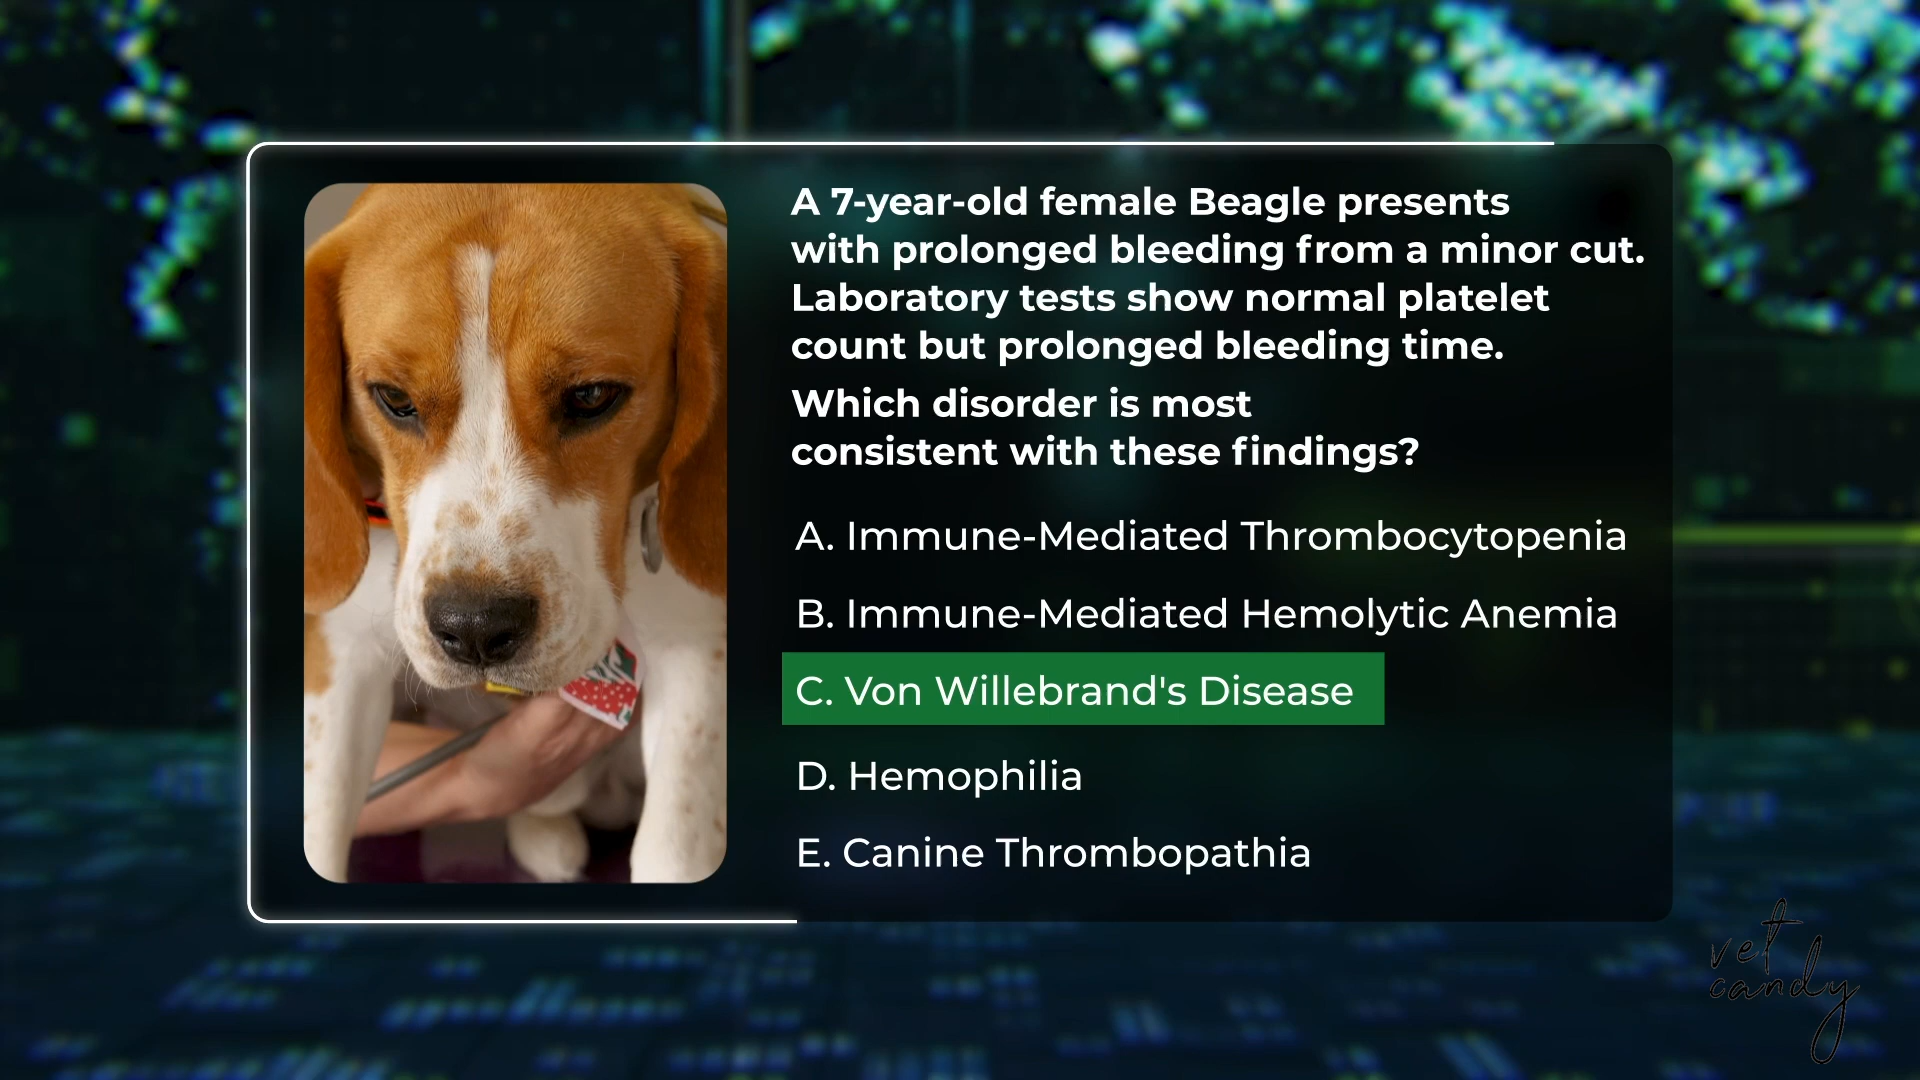 A 7-year-old female Beagle presents
with prolonged bleeding from a minor cut.
Laboratory tests show normal platelet
count but prolonged bleeding time.
Which disorder is most
consistent with these findings?
A. Immune-Mediated Thrombocytopenia
B. Immune-Mediated Hemolytic Anemia
C. Von Willebrand's Disease
D. Hemophilia
E. Canine Thrombopathia
vet
candy